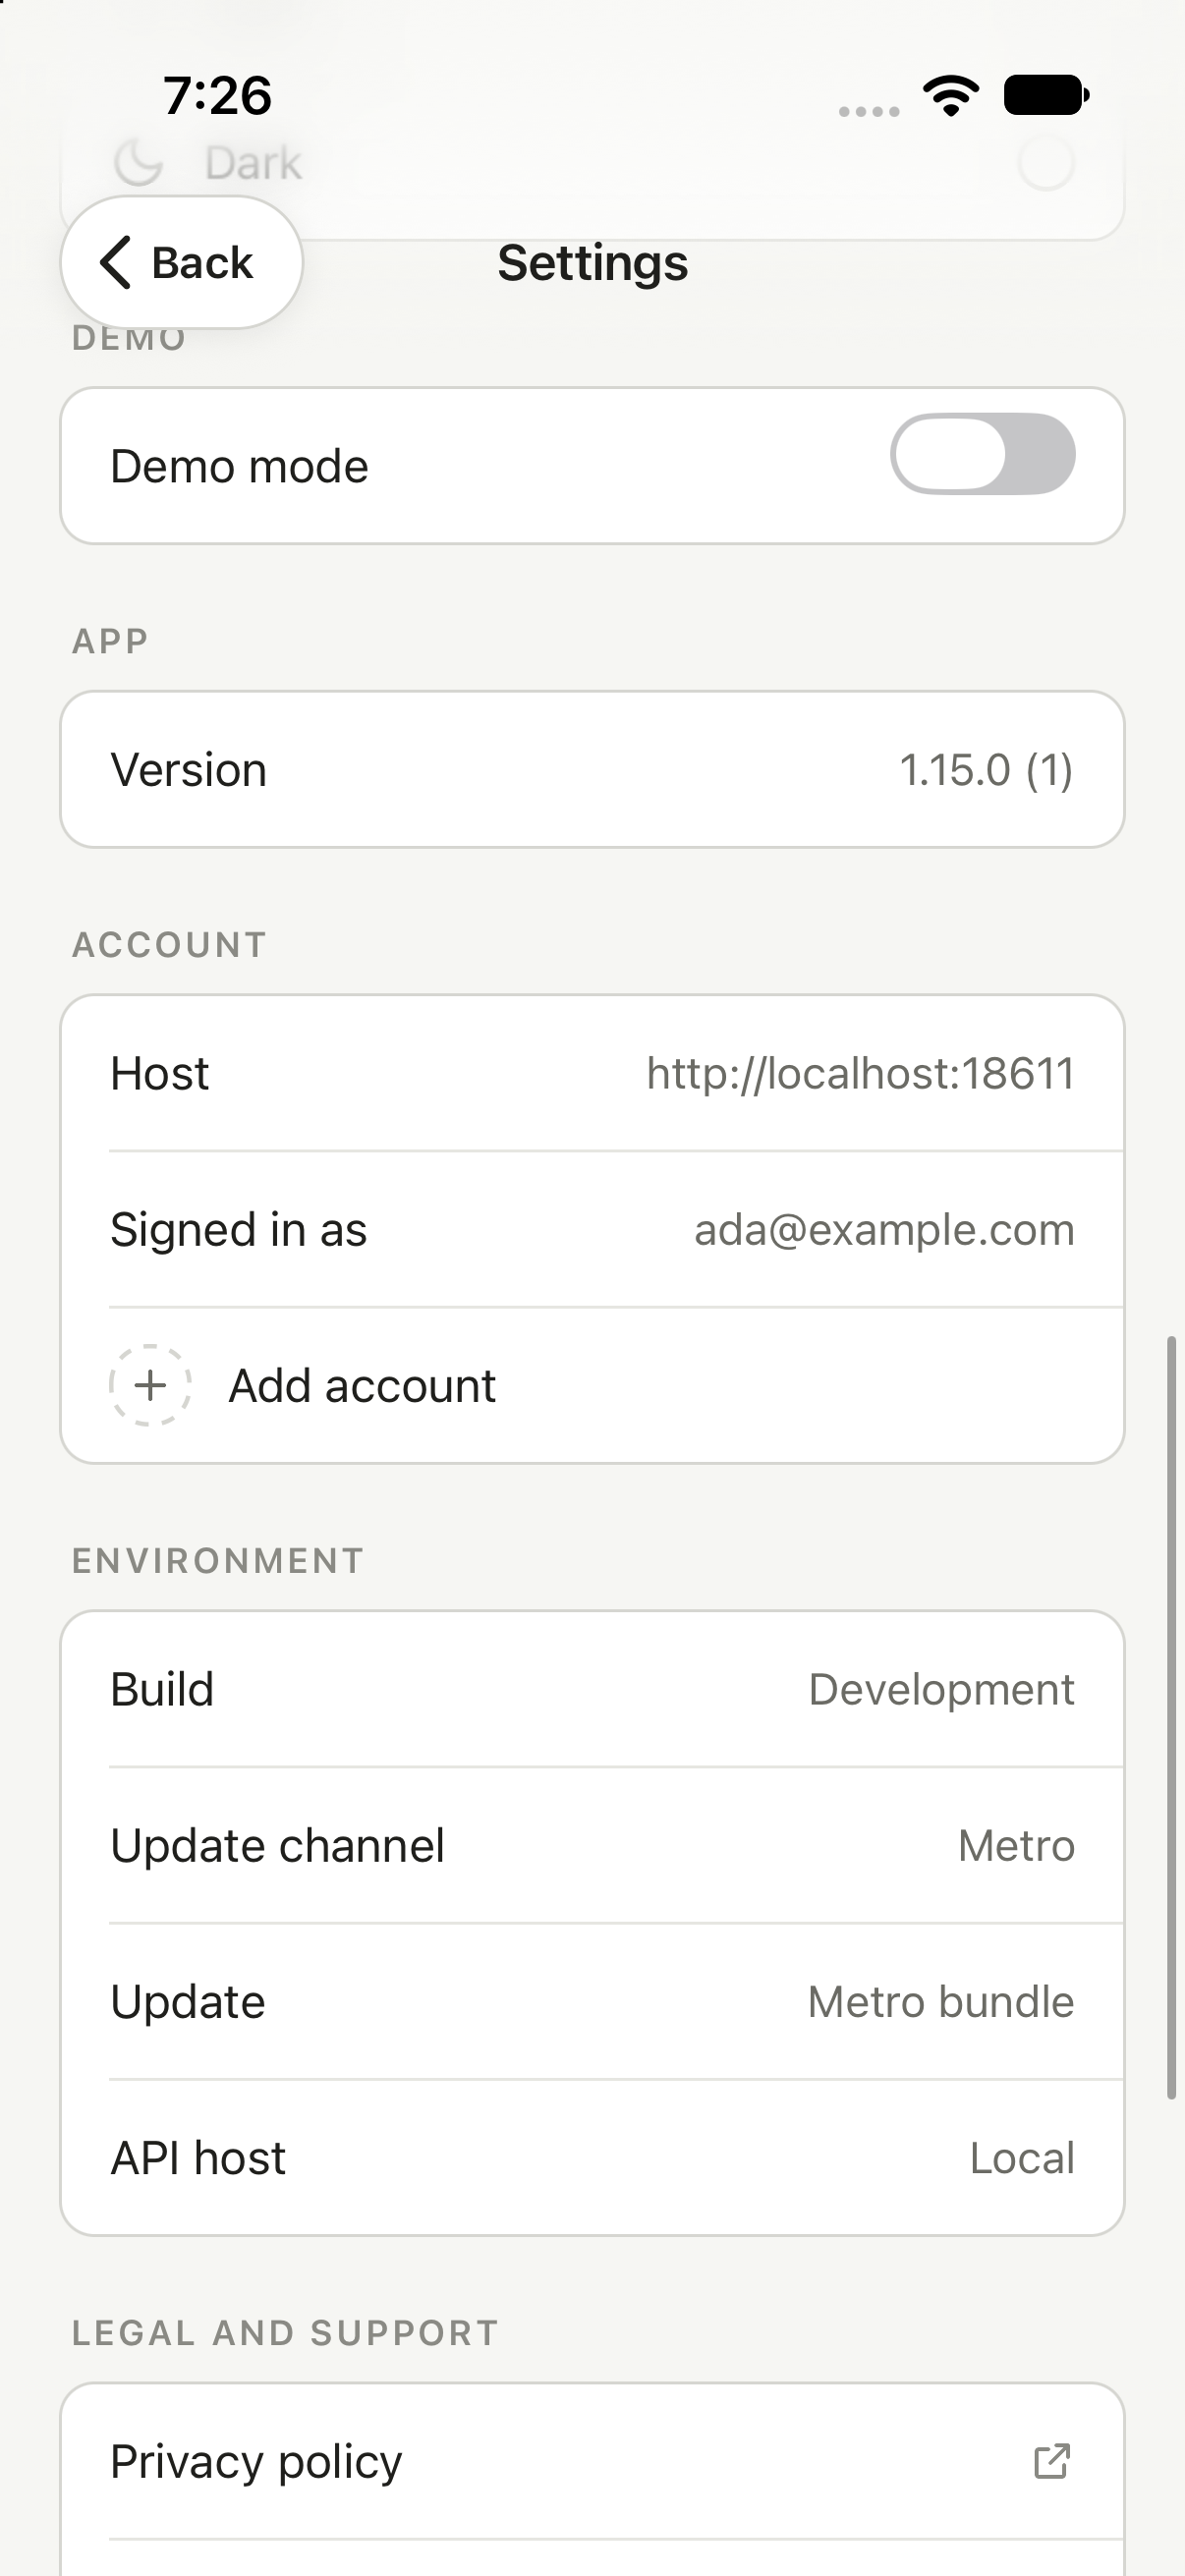 7:26
Dark
Back
Settings
DEMO
Demo mode
APP
Version 1.15.0 (1)
ACCOUNT
Host http://localhost:18611
Signed in as ada@example.com
Add account
ENVIRONMENT
Build Development
Update channel Metro
Update Metro bundle
API host Local
LEGAL AND SUPPORT
Privacy policy